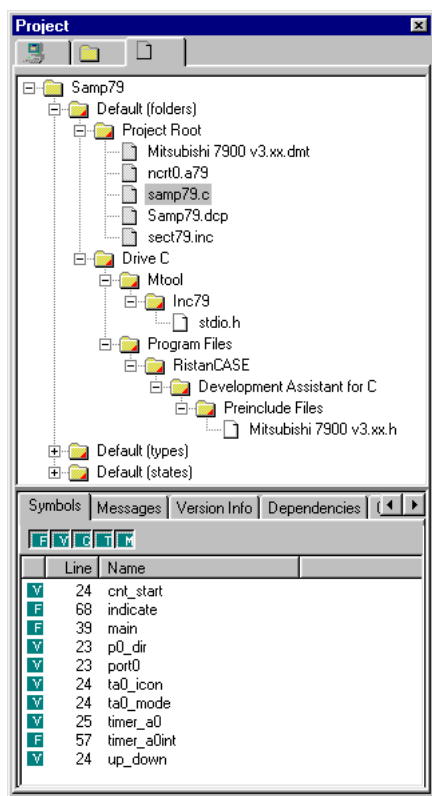 Project
Samp79
Default (folders)
Project Root
Mitsubishi 7900 v3.xx.dmt
ncrt0.a79
samp79.c
Samp79.dcp
sect79.inc
Drive C
Mtool
Inc79
stdio.h
Program Files
RistanCASE
Development Assistant for C
Preinclude Files
Mitsubishi 7900 v3.xx.h
Default (types)
Default (states)
Symbols Messages Version Info Dependencies
F V C T M
Line Name
V 24 cnt_start
F 68 indicate
F 39 main
V 23 p0_dir
V 23 port0
V 24 ta0_icon
V 24 ta0_mode
V 25 timer_a0
F 57 timer_a0int
V 24 up_down